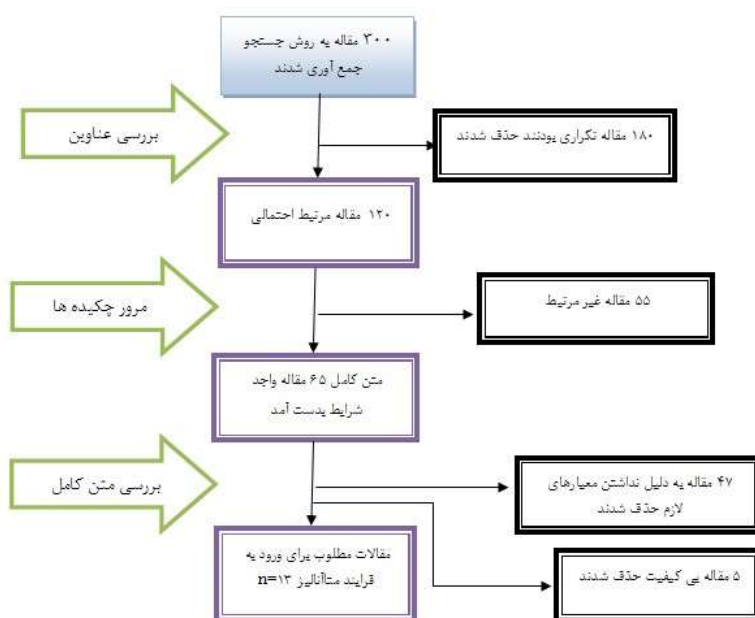 ۳۰۰ مقاله به روش جستجو
جمع آوری شدند
بررسی عناوین
۱۸۰ مقاله تکراری بودند حذف شدند
۱۲۰ مقاله مرتبط احتمالی
مرور چکیده ها
۵۵ مقاله غیر مرتبط
متن کامل ۶۵ مقاله واجد
شرایط بدست آمد
بررسی متن کامل
۴۷ مقاله به دلیل نداشتن معیارهای
لازم حذف شدند
مقالات مطلوب برای ورود به
فرایند متاآنالیز n=۱۳
۵ مقاله بی کیفیت حذف شدند